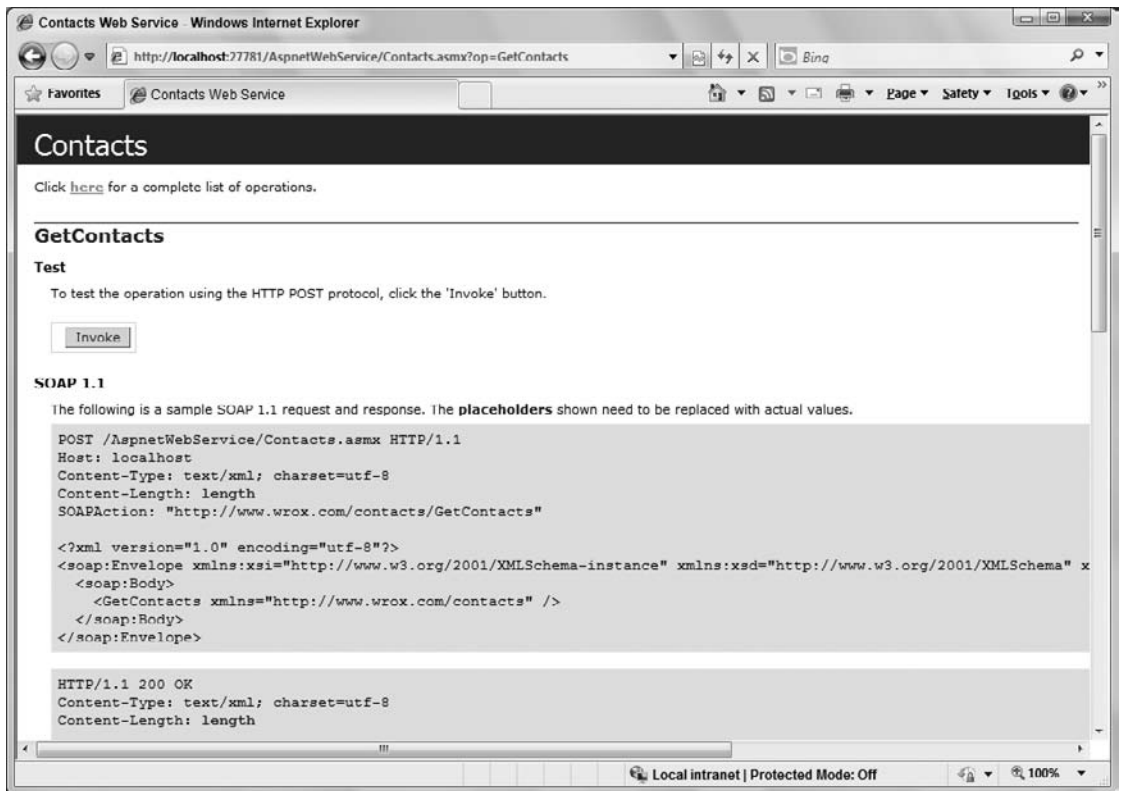 Contacts Web Service - Windows Internet Explorer
http://localhost:27781/AspnetWebService/Contacts.asmx?op=GetContacts
Bing
Favorites
Contacts Web Service
Page
Safety
Tools
»
Contacts
Click here for a complete list of operations.
GetContacts
Test
To test the operation using the HTTP POST protocol, click the 'Invoke' button.
Invoke
SOAP 1.1
The following is a sample SOAP 1.1 request and response. The placeholders shown need to be replaced with actual values.
POST /AspnetWebService/Contacts.asmx HTTP/1.1
Host: localhost
Content-Type: text/xml; charset=utf-8
Content-Length: length
SOAPAction: "http://www.wrox.com/contacts/GetContacts"
<?xml version="1.0" encoding="utf-8"?>
<soap:Envelope xmlns:xsi="http://www.w3.org/2001/XMLSchema-instance" xmlns:xsd="http://www.w3.org/2001/XMLSchema" x
<soap:Body>
<GetContacts xmlns="http://www.wrox.com/contacts" />
</soap:Body>
</soap:Envelope>
HTTP/1.1 200 OK
Content-Type: text/xml; charset=utf-8
Content-Length: length
Local intranet | Protected Mode: Off
100%